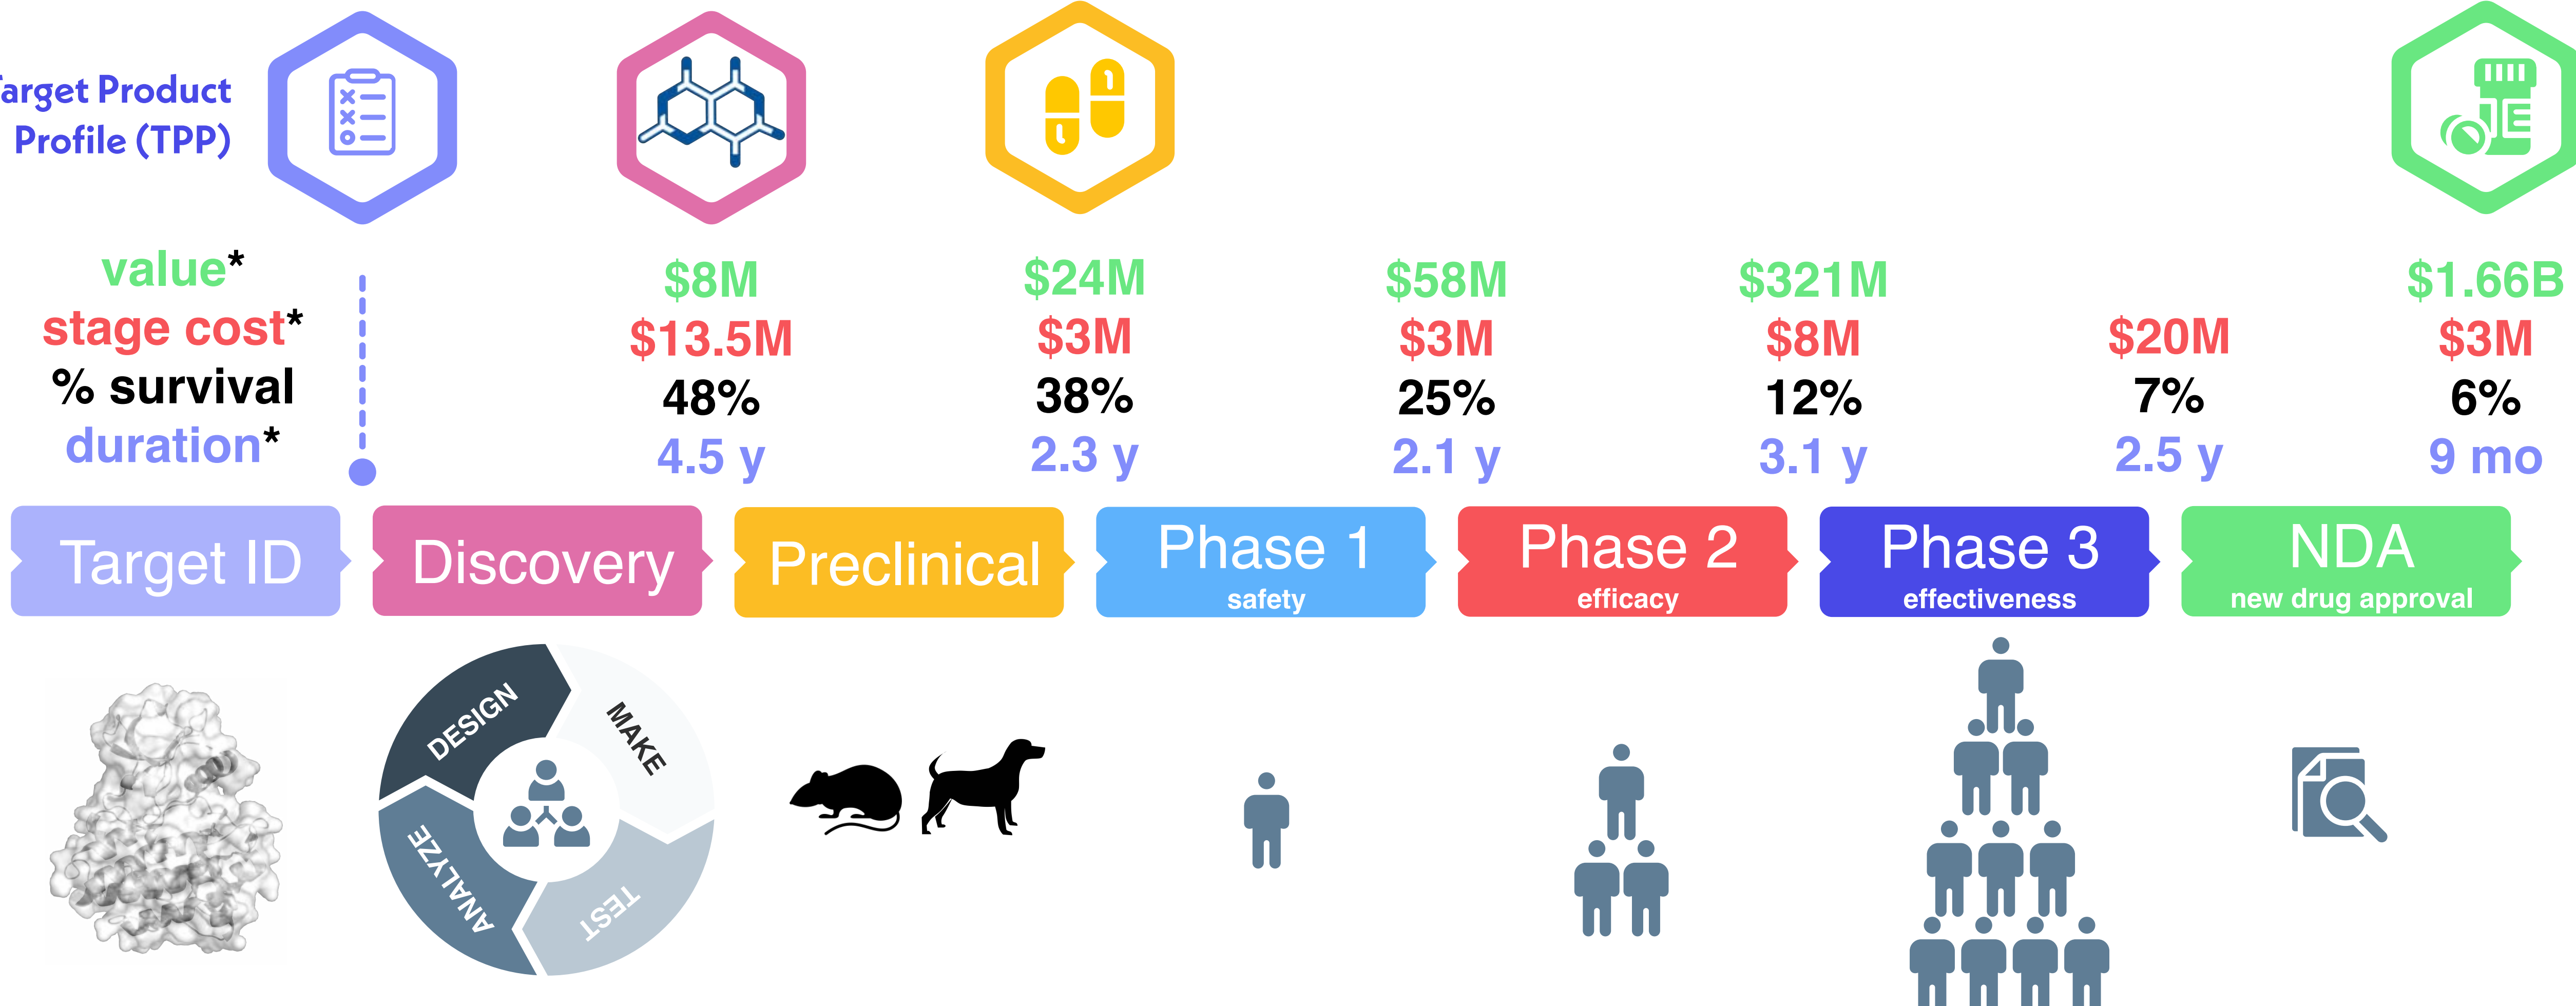 Target Product
Profile (TPP)
value* $8M $24M $58M $321M $1.66B
stage cost* $13.5M $3M $3M $8M $20M $3M
% survival 48% 38% 25% 12% 7% 6%
duration* 4.5 y 2.3 y 2.1 y 3.1 y 2.5 y 9 mo
Target ID
Discovery
Preclinical
Phase 1
safety
Phase 2
efficacy
Phase 3
effectiveness
NDA
new drug approval
DESIGN
MAKE
TEST
ANALYZE